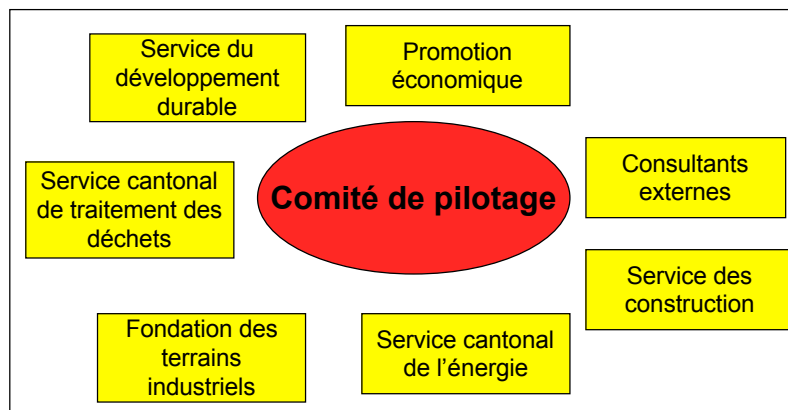 Service du
développement
durable
Promotion
économique
Service cantonal
de traitement des
déchets
Comité de pilotage
Consultants
externes
Service des
construction
Fondation des
terrains
industriels
Service cantonal
de l’énergie